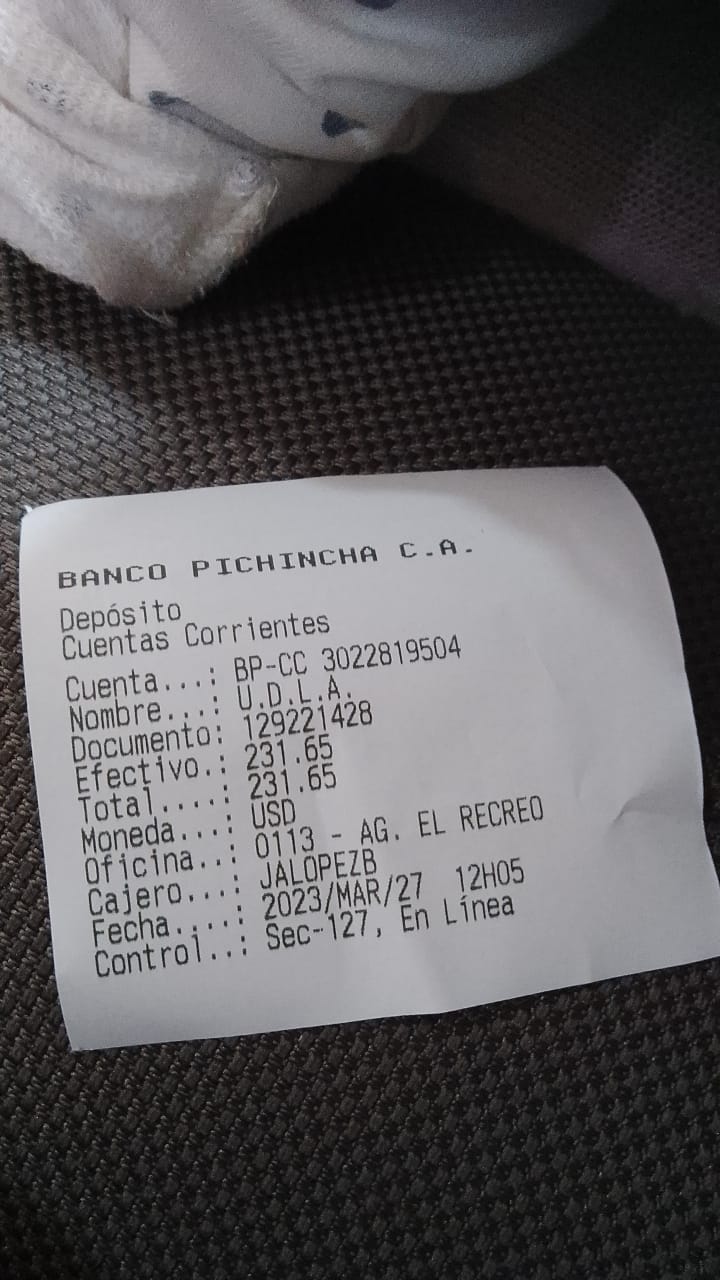 BANCO PICHINCHA C.A.
Depósito
Cuentas Corrientes
Cuenta...: BP-CC 3022819504
Nombre...: U.D.L.A.
Documento: 129221428
Efectivo.: 231.65
Total....: 231.65
Moneda...: USD
Oficina..: 0113 - AG. EL RECREO
Cajero...: JALOPEZB
Fecha....: 2023/MAR/27 12H05
Control..: Sec-127, En Línea